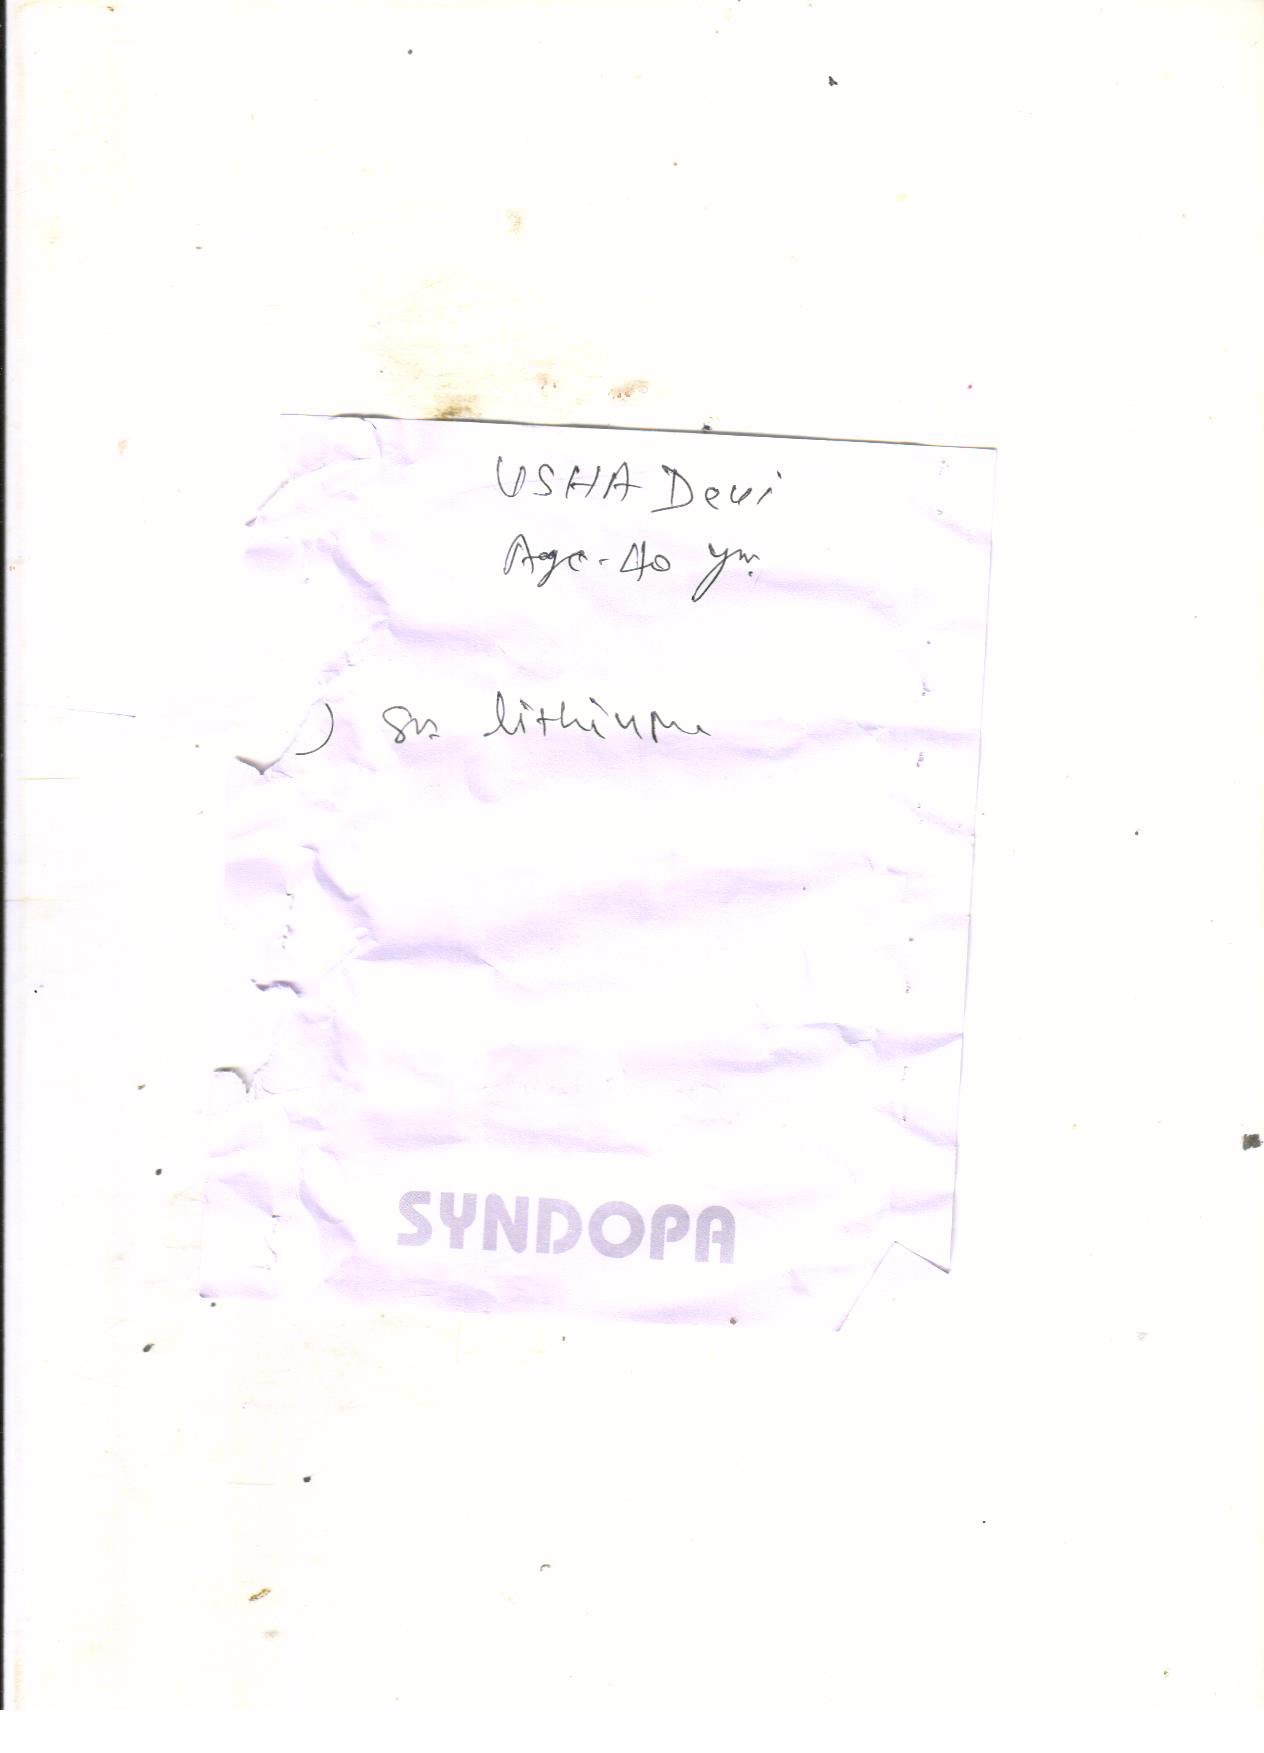 USHA Devi
Age-40 yrs.
) Sr. lithium
SYNDOPA